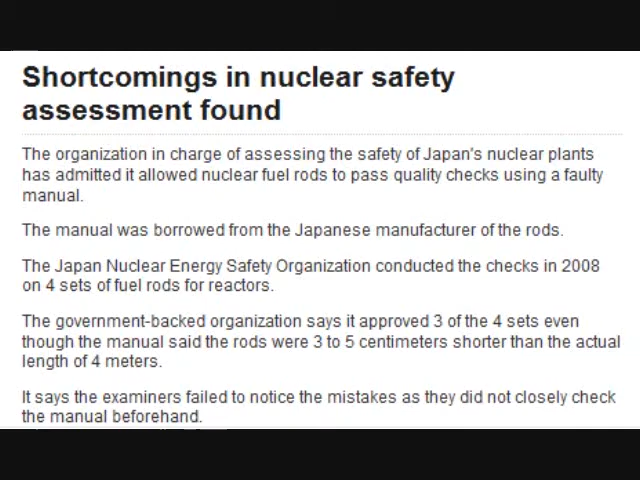 Shortcomings in nuclear safety
assessment found
The organization in charge of assessing the safety of Japan's nuclear plants
has admitted it allowed nuclear fuel rods to pass quality checks using a faulty
manual.
The manual was borrowed from the Japanese manufacturer of the rods.
The Japan Nuclear Energy Safety Organization conducted the checks in 2008
on 4 sets of fuel rods for reactors.
The government-backed organization says it approved 3 of the 4 sets even
though the manual said the rods were 3 to 5 centimeters shorter than the actual
length of 4 meters.
It says the examiners failed to notice the mistakes as they did not closely check
the manual beforehand.